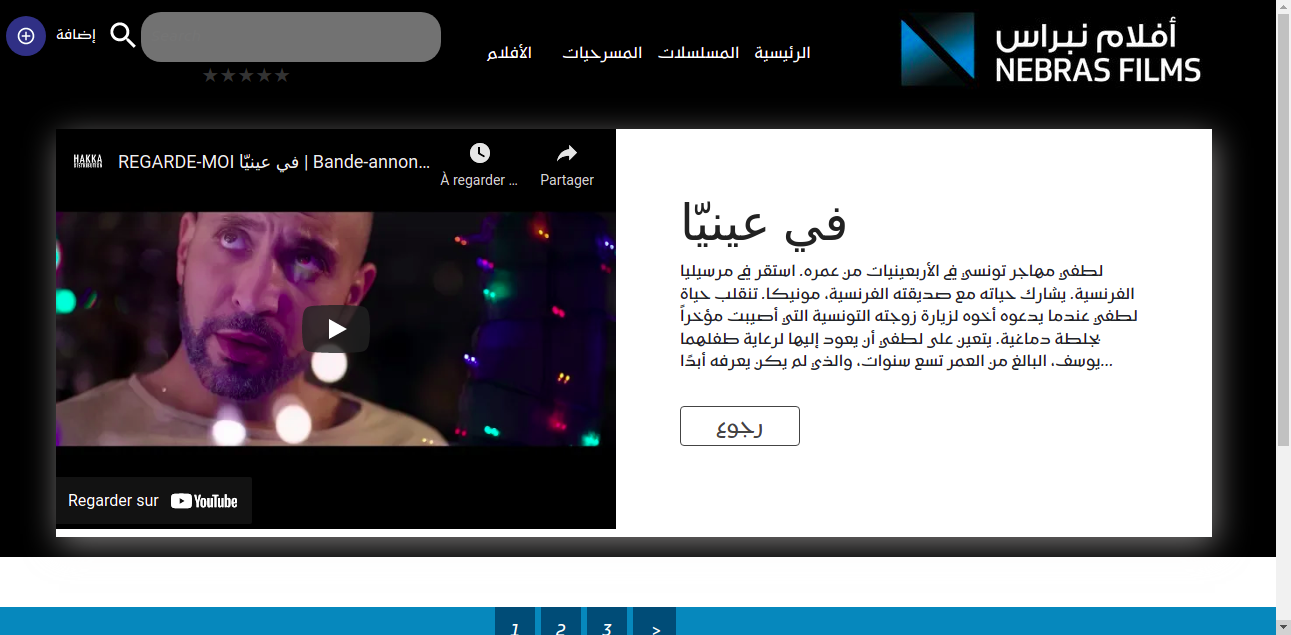 أفلام نبراس
NEBRAS FILMS
الرئيسية المسلسلات المسرحيات الأفلام
إضافة
★★★★★
HAKKA
REGARDE-MOI في عينيّا | Bande-annon...
À regarder ...
Partager
Regarder sur YouTube
في عينيّا
لطفي مهاجر تونسي في الأربعينيات من عمره. استقر في مرسيليا
الفرنسية. يشارك حياته مع صديقته الفرنسية، مونيكا. تنقلب حياة
لطفي عندما يدعوه أخوه لزيارة زوجته التونسية التي أصيبت مؤخراً
بجلطة دماغية. يتعين على لطفي أن يعود إليها لرعاية طفلهما
يوسف، البالغ من العمر تسع سنوات، والذي لم يكن يعرفه أبدًا...
رجوع
1 2 3 >